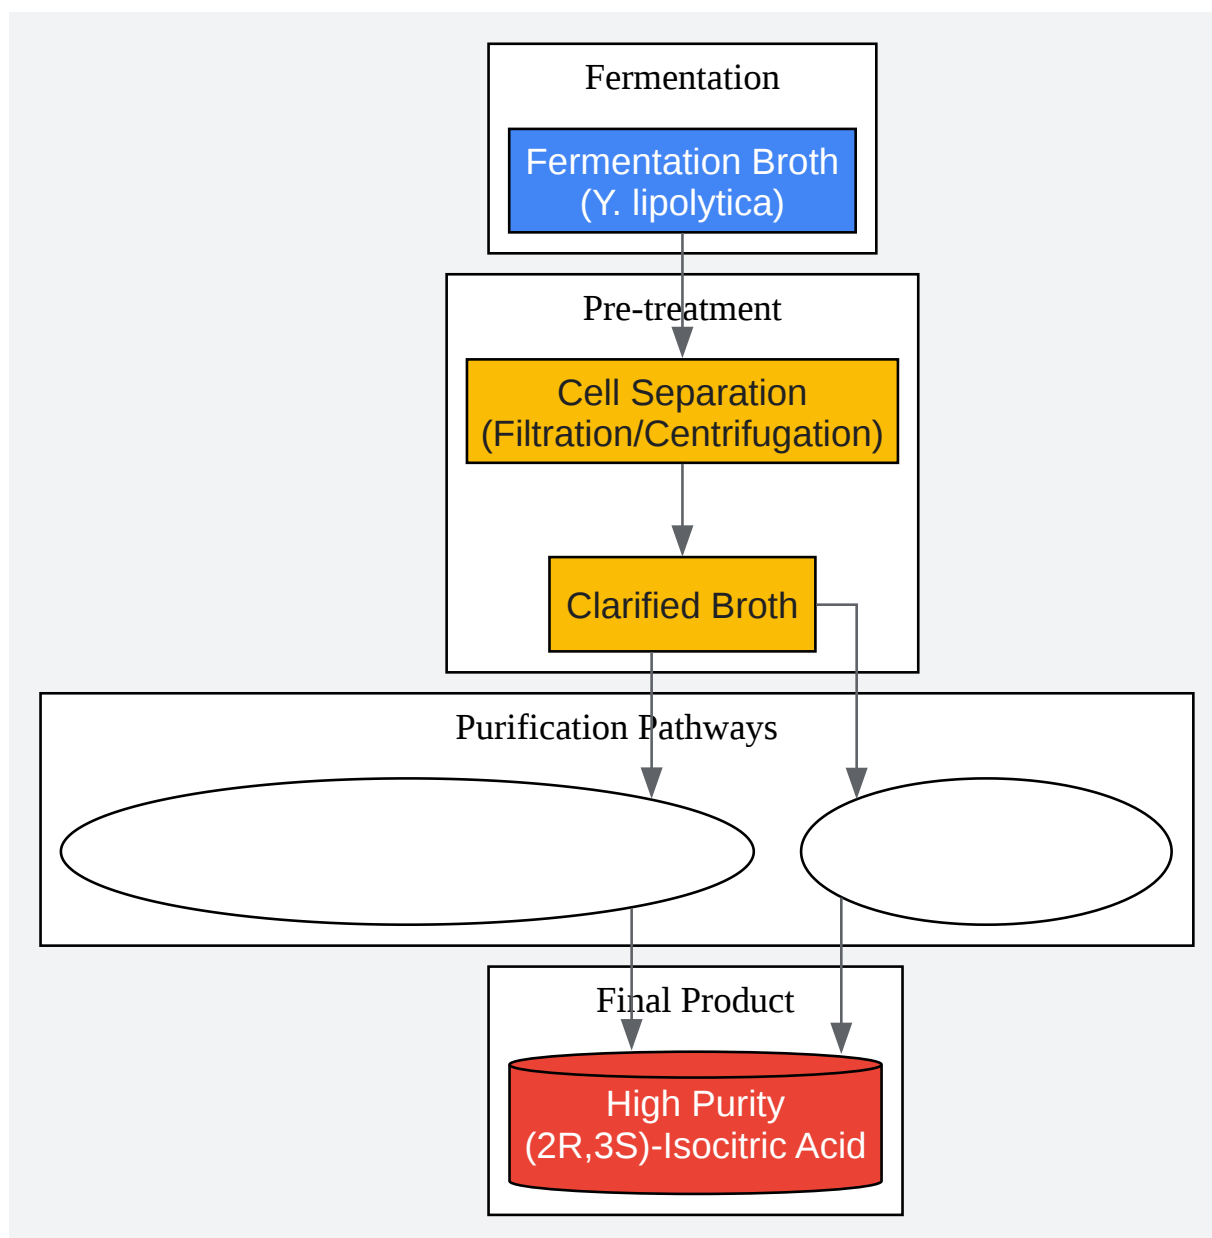 Fermentation
Fermentation Broth
(Y. lipolytica)
Pre-treatment
Cell Separation
(Filtration/Centrifugation)
Clarified Broth
Purification Pathways
Final Product
High Purity
(2R,3S)-Isocitric Acid